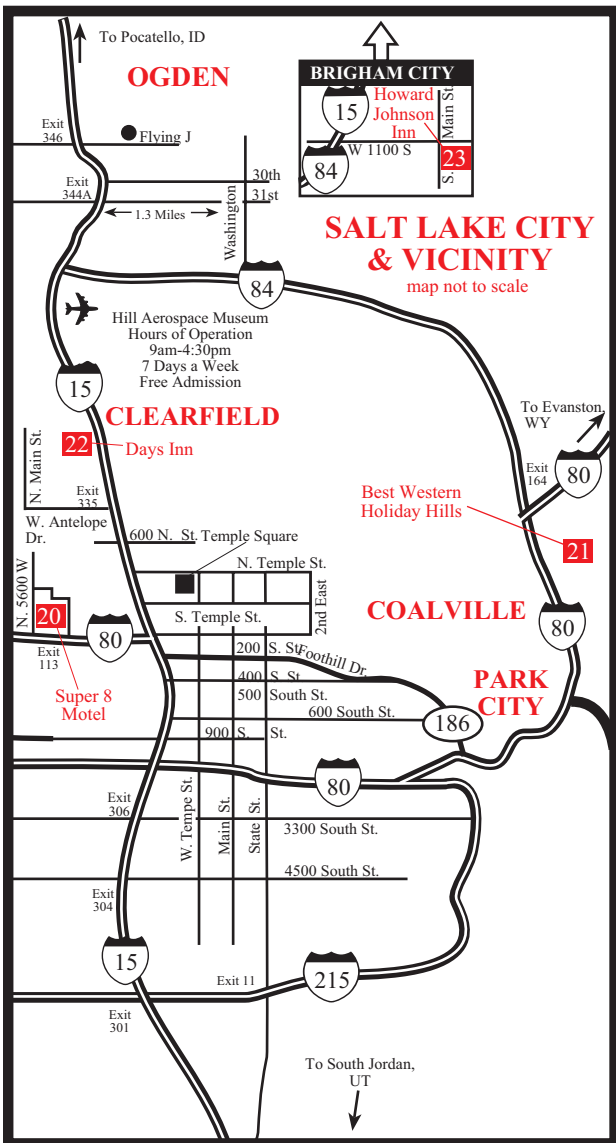 To Pocatello, ID
OGDEN
BRIGHAM CITY
Howard
Johnson
Inn
15
84
W 1100 S
S. Main St.
23
Exit
346
Flying J
Exit
344A
30th
31st
1.3 Miles
Washington
SALT LAKE CITY
& VICINITY
map not to scale
84
Hill Aerospace Museum
Hours of Operation
9am-4:30pm
7 Days a Week
Free Admission
15
CLEARFIELD
22
Days Inn
N. Main St.
To Evanston,
WY
Exit
164
80
Exit
335
W. Antelope
Dr.
Best Western
Holiday Hills
21
600 N. St.
Temple Square
N. Temple St.
N. 5600 W
20
S. Temple St.
2nd East
COALVILLE
80
80
Exit
113
200 S. St.
Foothill Dr.
400 S. St.
500 South St.
600 South St.
900 S. St.
Super 8
Motel
PARK
CITY
186
80
Exit
306
W. Tempe St.
Main St.
State St.
3300 South St.
4500 South St.
Exit
304
15
Exit 11
215
Exit
301
To South Jordan,
UT